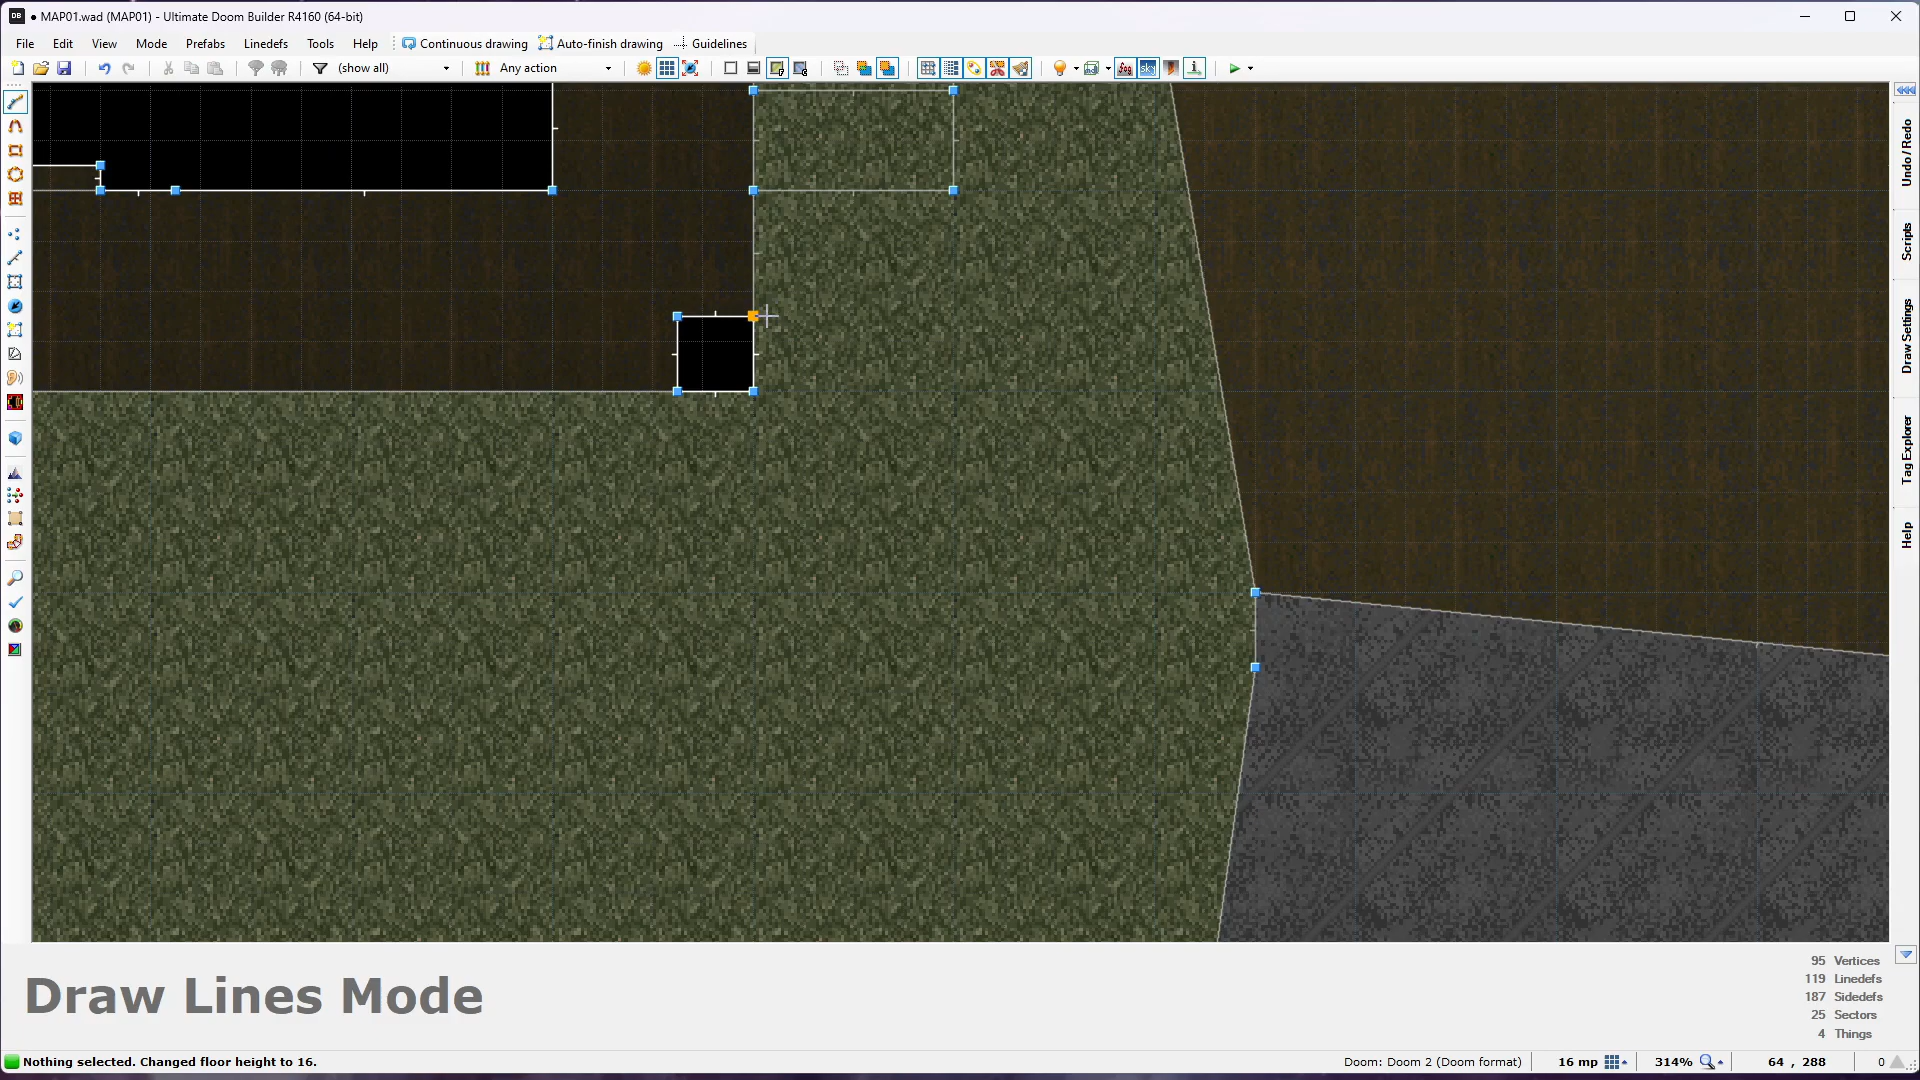 MAP01.wad (MAP01) - Ultimate Doom Builder R4160 (64-bit)
File Edit View Mode Prefabs Linedefs Tools Help Continuous drawing Auto-finish drawing Guidelines
(show all) Any action
Undo / Redo
Scripts
Draw Settings
Tag Explorer
Help
Draw Lines Mode
95 Vertices
119 Linedefs
187 Sidedefs
25 Sectors
4 Things
Nothing selected. Changed floor height to 16.
Doom: Doom 2 (Doom format) 16 mp 314% 64 , 288 0